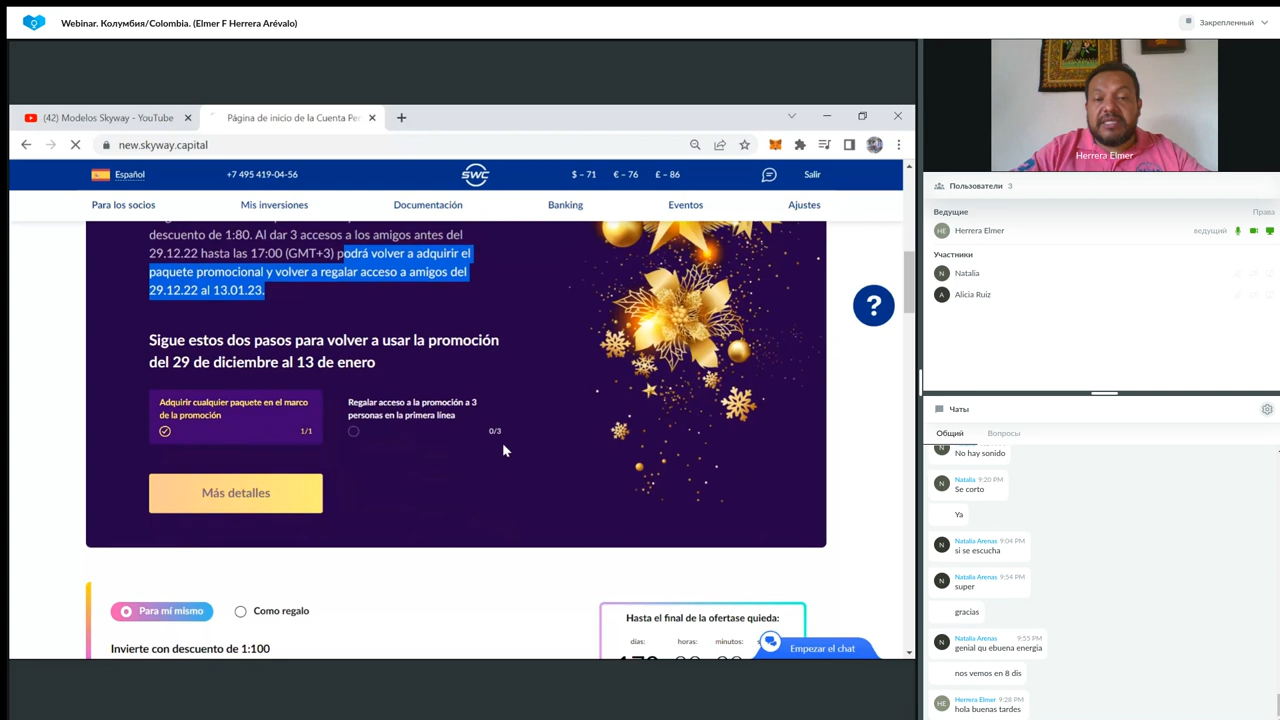 Webinar. Колумбия/Colombia. (Elmer F Herrera Arévalo)
Закрепленный
(42) Modelos Skyway - YouTube
Página de inicio de la Cuenta Per
new.skyway.capital
Español
+7 495 419-04-56
SWC
$ – 71
€ – 76
£ – 86
Salir
Para los socios
Mis inversiones
Documentación
Banking
Eventos
Ajustes
descuento de 1:80. Al dar 3 accesos a los amigos antes del
29.12.22 hasta las 17:00 (GMT+3) podrá volver a adquirir el
paquete promocional y volver a regalar acceso a amigos del
29.12.22 al 13.01.23.
?
Sigue estos dos pasos para volver a usar la promoción
del 29 de diciembre al 13 de enero
Adquirir cualquier paquete en el marco
de la promoción
1/1
Regalar acceso a la promoción a 3
personas en la primera línea
0/3
Más detalles
Para mí mismo
Como regalo
Invierte con descuento de 1:100
Hasta el final de la ofertase quieda:
días:
horas:
minutos:
Empezar el chat
Herrera Elmer
Пользователи 3
Ведущие
Права
HE
Herrera Elmer
ведущий
Участники
N
Natalia
A
Alicia Ruiz
Чаты
Общий
Вопросы
N
No hay sonido
N
Natalia 9:20 PM
Se corto
Ya
N
Natalia Arenas 9:04 PM
si se escucha
N
Natalia Arenas 9:54 PM
super
gracias
N
Natalia Arenas 9:55 PM
genial qu ebuena energia
nos vemos en 8 dis
HE
Herrera Elmer 9:28 PM
hola buenas tardes